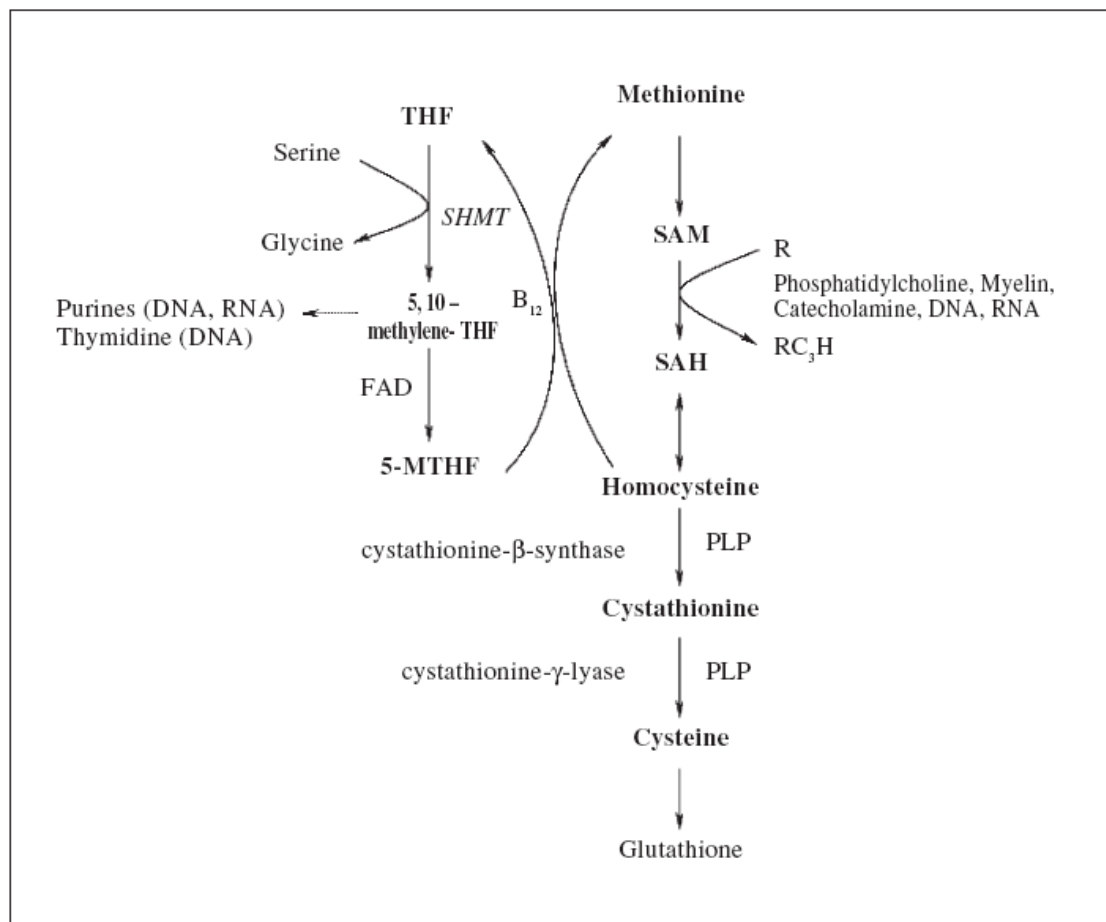 Methionine
THF
Serine
SHMT
Glycine
SAM
R
Phosphatidylcholine, Myelin,
Catecholamine, DNA, RNA
RC₃H
Purines (DNA, RNA)
Thymidine (DNA)
5, 10 –
methylene- THF
B₁₂
SAH
FAD
5-MTHF
Homocysteine
cystathionine-β-synthase
PLP
Cystathionine
cystathionine-γ-lyase
PLP
Cysteine
Glutathione